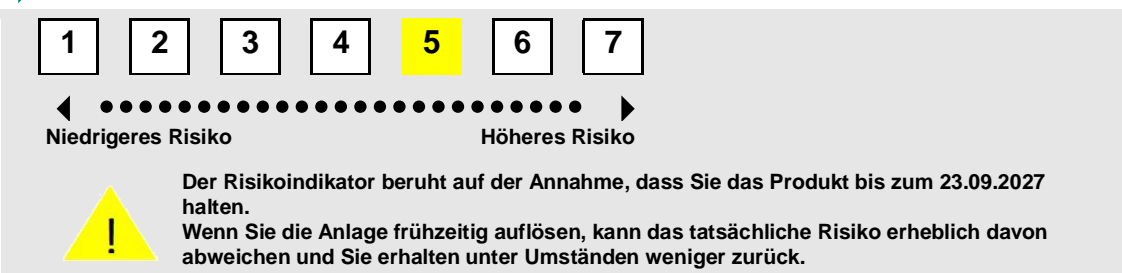 1 2 3 4 5 6 7
Niedrigeres Risiko Höheres Risiko
Der Risikoindikator beruht auf der Annahme, dass Sie das Produkt bis zum 23.09.2027
halten.
Wenn Sie die Anlage frühzeitig auflösen, kann das tatsächliche Risiko erheblich davon
abweichen und Sie erhalten unter Umständen weniger zurück.
!